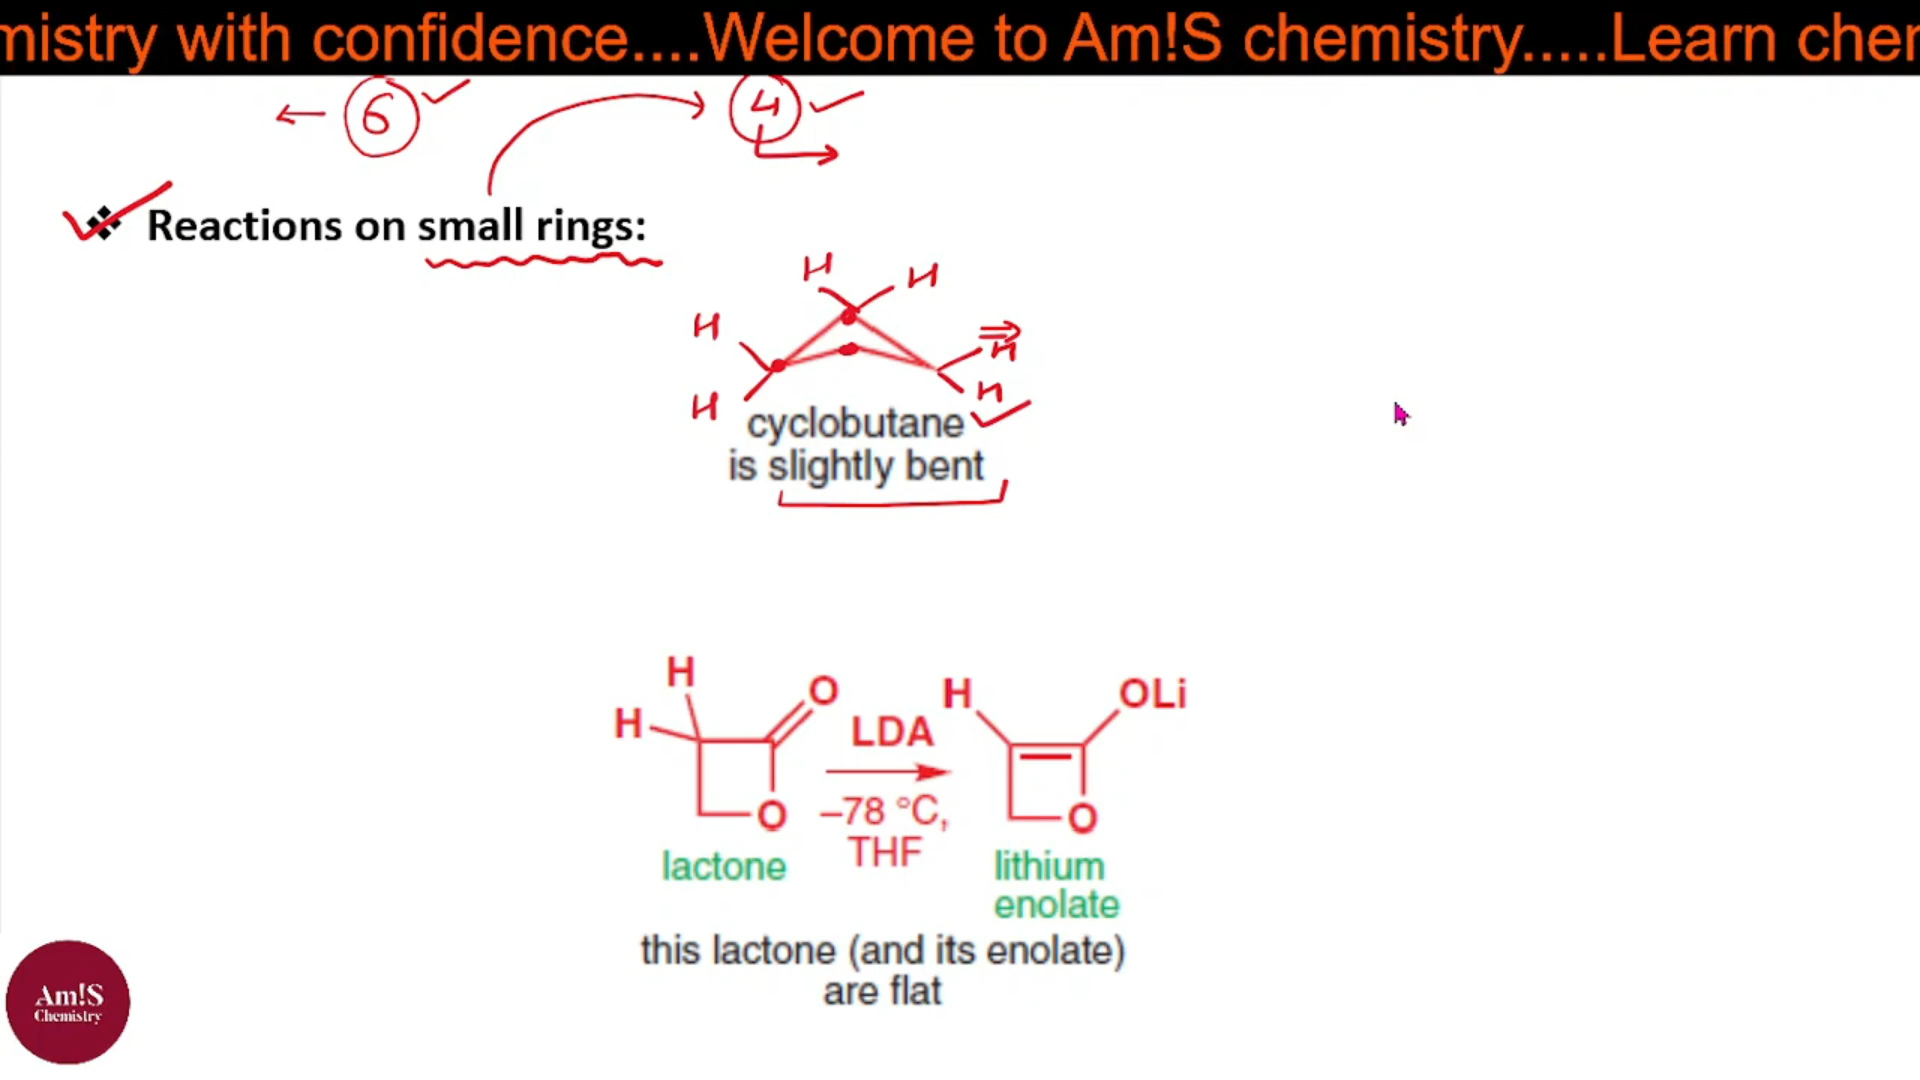 mistry with confidence....Welcome to Am!S chemistry.....Learn cher
6 4
Reactions on small rings:
H H
H H
H H
cyclobutane
is slightly bent
H O H OLi
H LDA
O –78 °C, O
THF
lactone lithium
enolate
this lactone (and its enolate)
are flat
Am!S
Chemistry